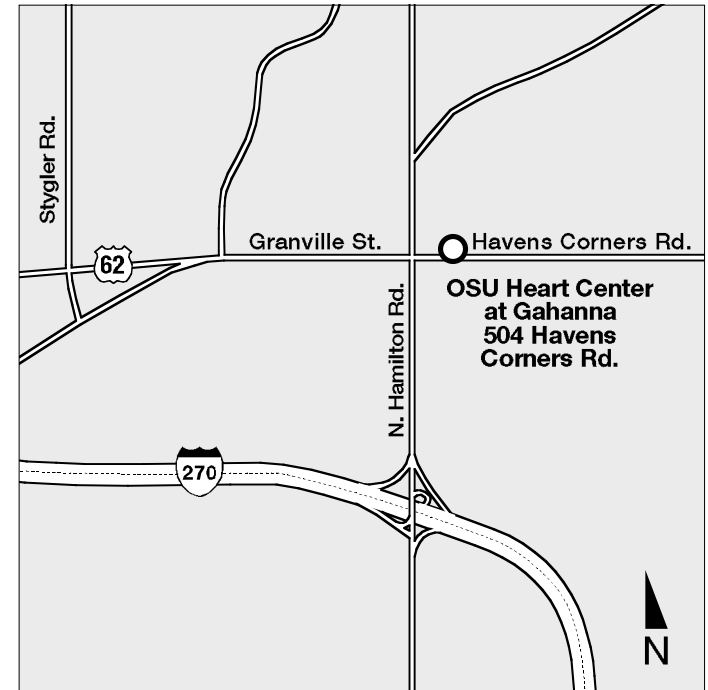 Stygler Rd.
62
Granville St.
Havens Corners Rd.
OSU Heart Center
at Gahanna
504 Havens
Corners Rd.
N. Hamilton Rd.
270
N